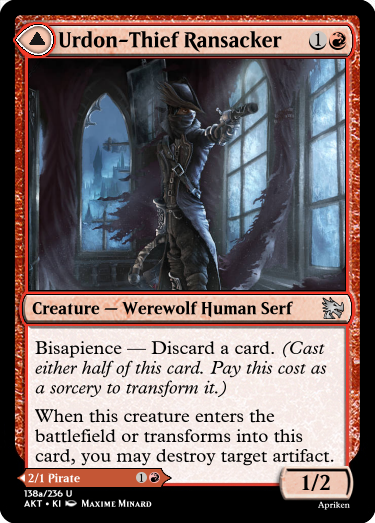 Urdon-Thief Ransacker 1
Creature — Werewolf Human Serf
Bisapience — Discard a card. (Cast
either half of this card. Pay this cost as
a sorcery to transform it.)
When this creature enters the
battlefield or transforms into this
card, you may destroy target artifact.
2/1 Pirate 1
1/2
138a/236 U
AKT • KI Maxime Minard
Apriken